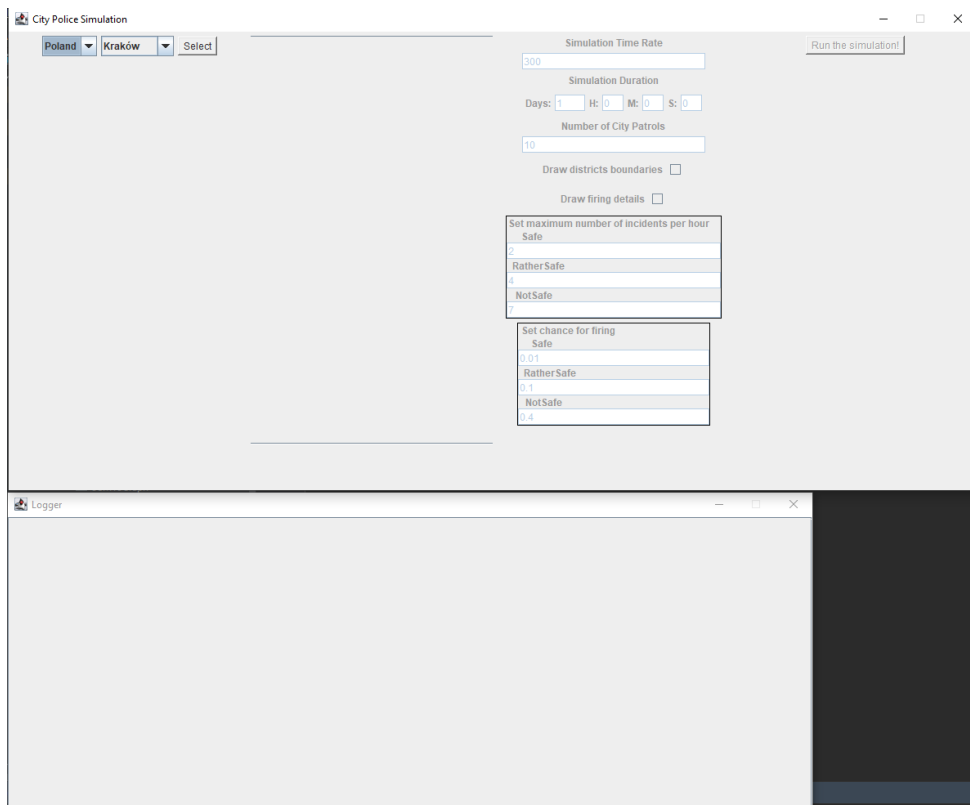 City Police Simulation
Poland Kraków Select
Simulation Time Rate
Run the simulation!
300
Simulation Duration
Days: 1 H: 0 M: 0 S: 0
Number of City Patrols
10
Draw districts boundaries
Draw firing details
Set maximum number of incidents per hour
Safe
2
RatherSafe
4
NotSafe
7
Set chance for firing
Safe
0.01
RatherSafe
0.1
NotSafe
0.4
Logger